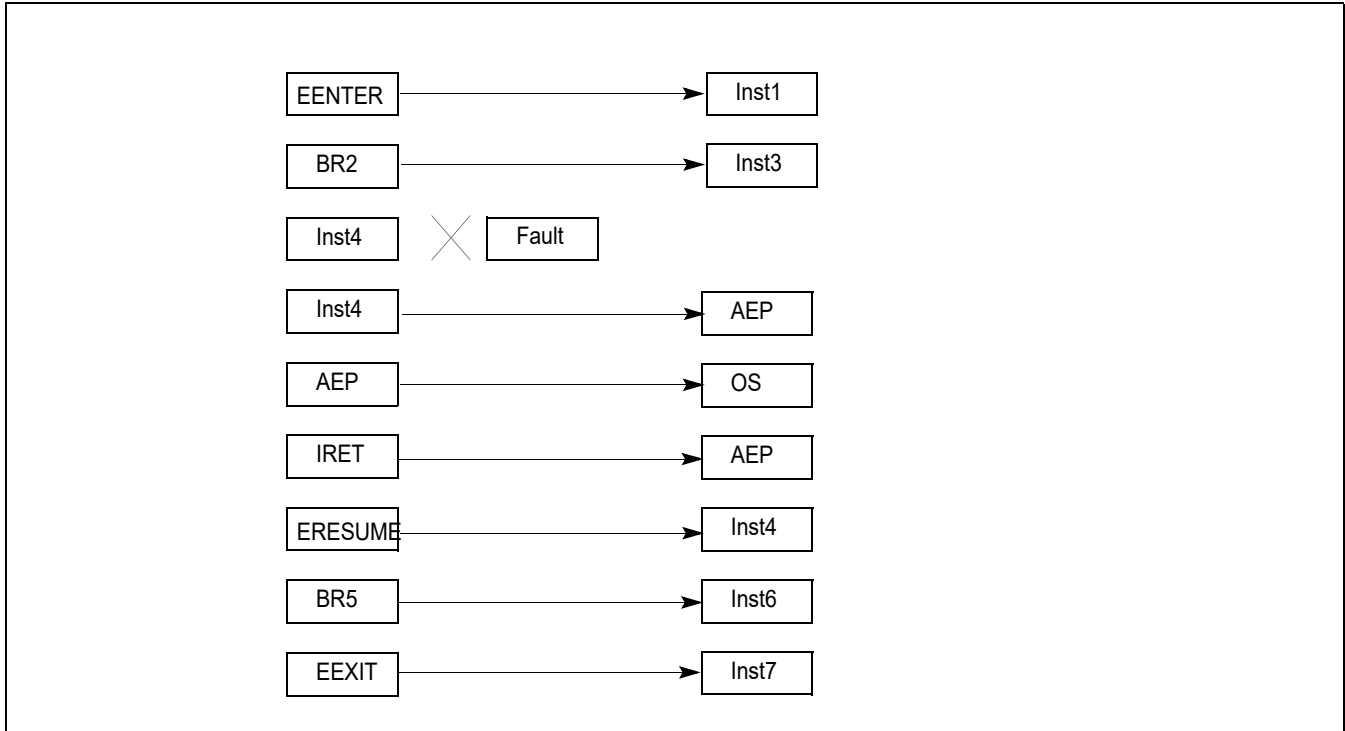 EENTER Inst1
BR2 Inst3
Inst4 Fault
Inst4 AEP
AEP OS
IRET AEP
ERESUME Inst4
BR5 Inst6
EEXIT Inst7